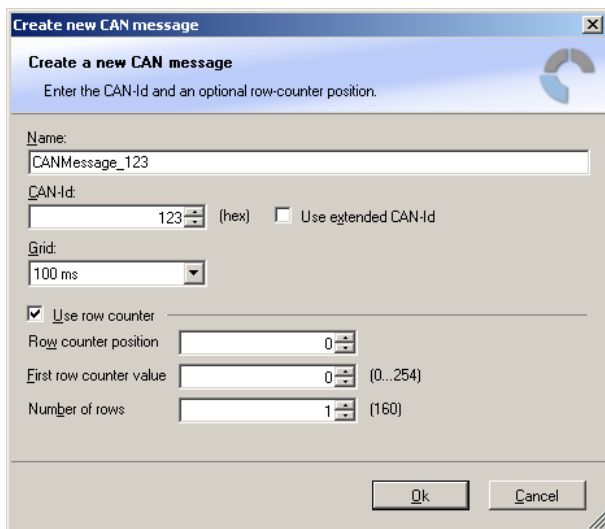 Create new CAN message
Create a new CAN message
Enter the CAN-Id and an optional row-counter position.
Name:
CANMessage_123
CAN-Id:
123 (hex) Use extended CAN-Id
Grid:
100 ms
Use row counter
Row counter position 0
First row counter value 0 (0...254)
Number of rows 1 (160)
Ok Cancel